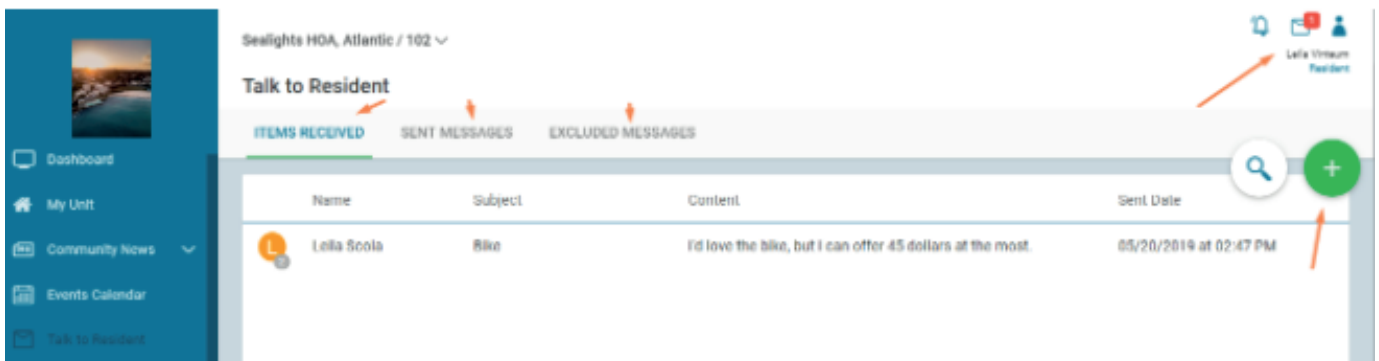 Sealights HOA, Atlantic / 102
1
Resident
Talk to Resident
ITEMS RECEIVED SENT MESSAGES EXCLUDED MESSAGES
Dashboard
My Unit
Community News
Events Calendar
Talk to Resident
Name Subject Content Sent Date
L Leila Scola Bike I'd love the bike, but I can offer 45 dollars at the most. 05/20/2019 at 02:47 PM